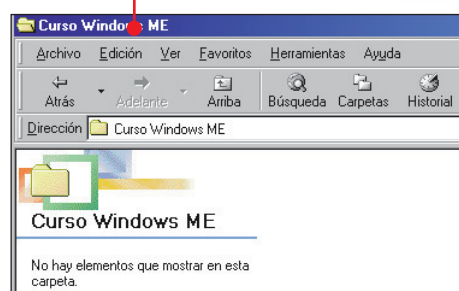 Curso Windows ME
Archivo Edición Ver Favoritos Herramientas Ayuda
Atrás Adelante Arriba Búsqueda Carpetas Historial
Dirección Curso Windows ME
Curso Windows ME
No hay elementos que mostrar en esta
carpeta.